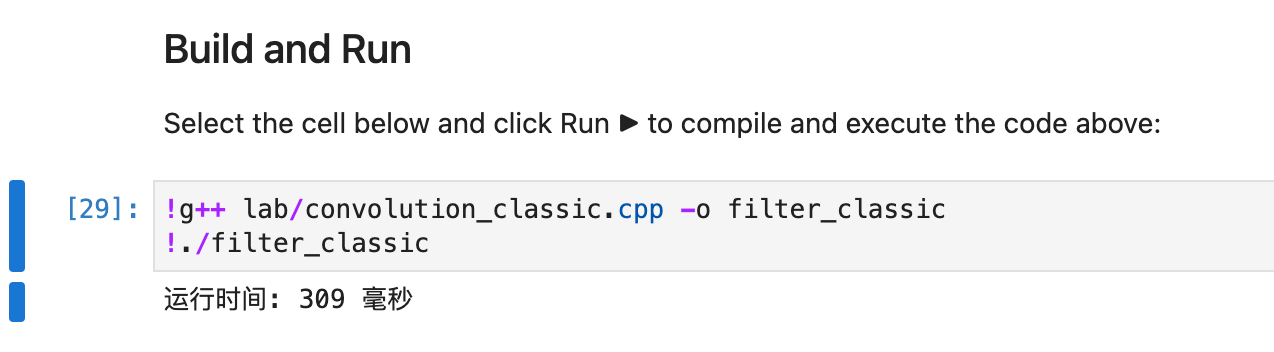 Build and Run
Select the cell below and click Run ▶ to compile and execute the code above:
[29]: !g++ lab/convolution_classic.cpp -o filter_classic
!./filter_classic
运行时间: 309 毫秒